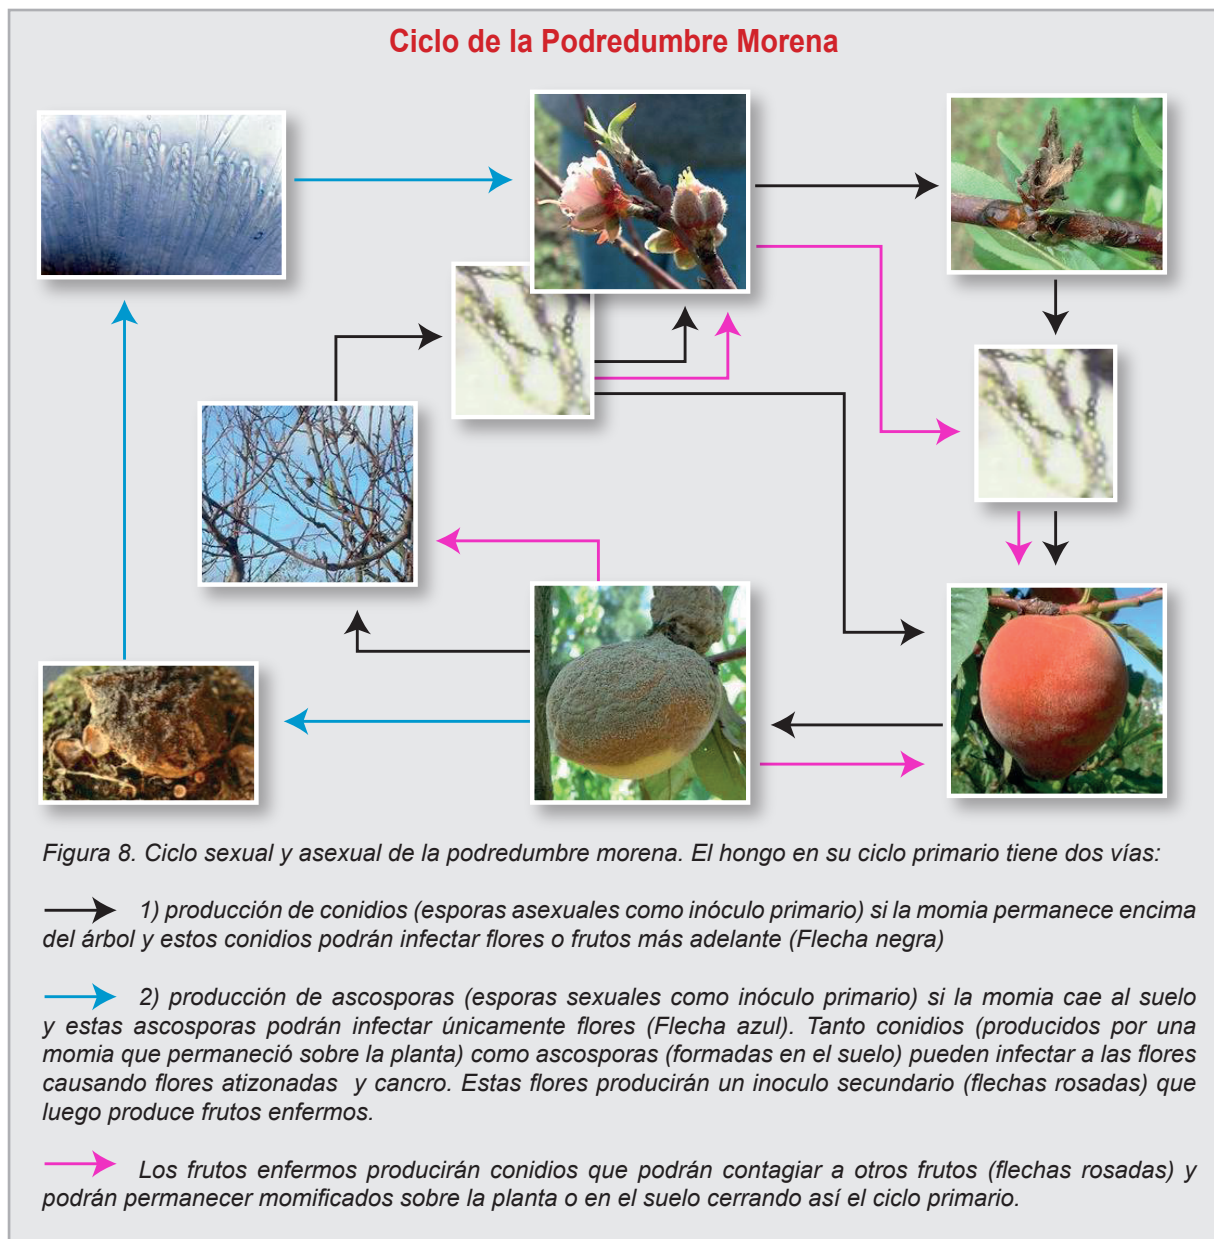 Ciclo de la Podredumbre Morena
Figura 8. Ciclo sexual y asexual de la podredumbre morena. El hongo en su ciclo primario tiene dos vías:
1) producción de conidios (esporas asexuales como inóculo primario) si la momia permanece encima
del árbol y estos conidios podrán infectar flores o frutos más adelante (Flecha negra)
2) producción de ascosporas (esporas sexuales como inóculo primario) si la momia cae al suelo
y estas ascosporas podrán infectar únicamente flores (Flecha azul). Tanto conidios (producidos por una
momia que permaneció sobre la planta) como ascosporas (formadas en el suelo) pueden infectar a las flores
causando flores atizonadas y cancro. Estas flores producirán un inoculo secundario (flechas rosadas) que
luego produce frutos enfermos.
Los frutos enfermos producirán conidios que podrán contagiar a otros frutos (flechas rosadas) y
podrán permanecer momificados sobre la planta o en el suelo cerrando así el ciclo primario.